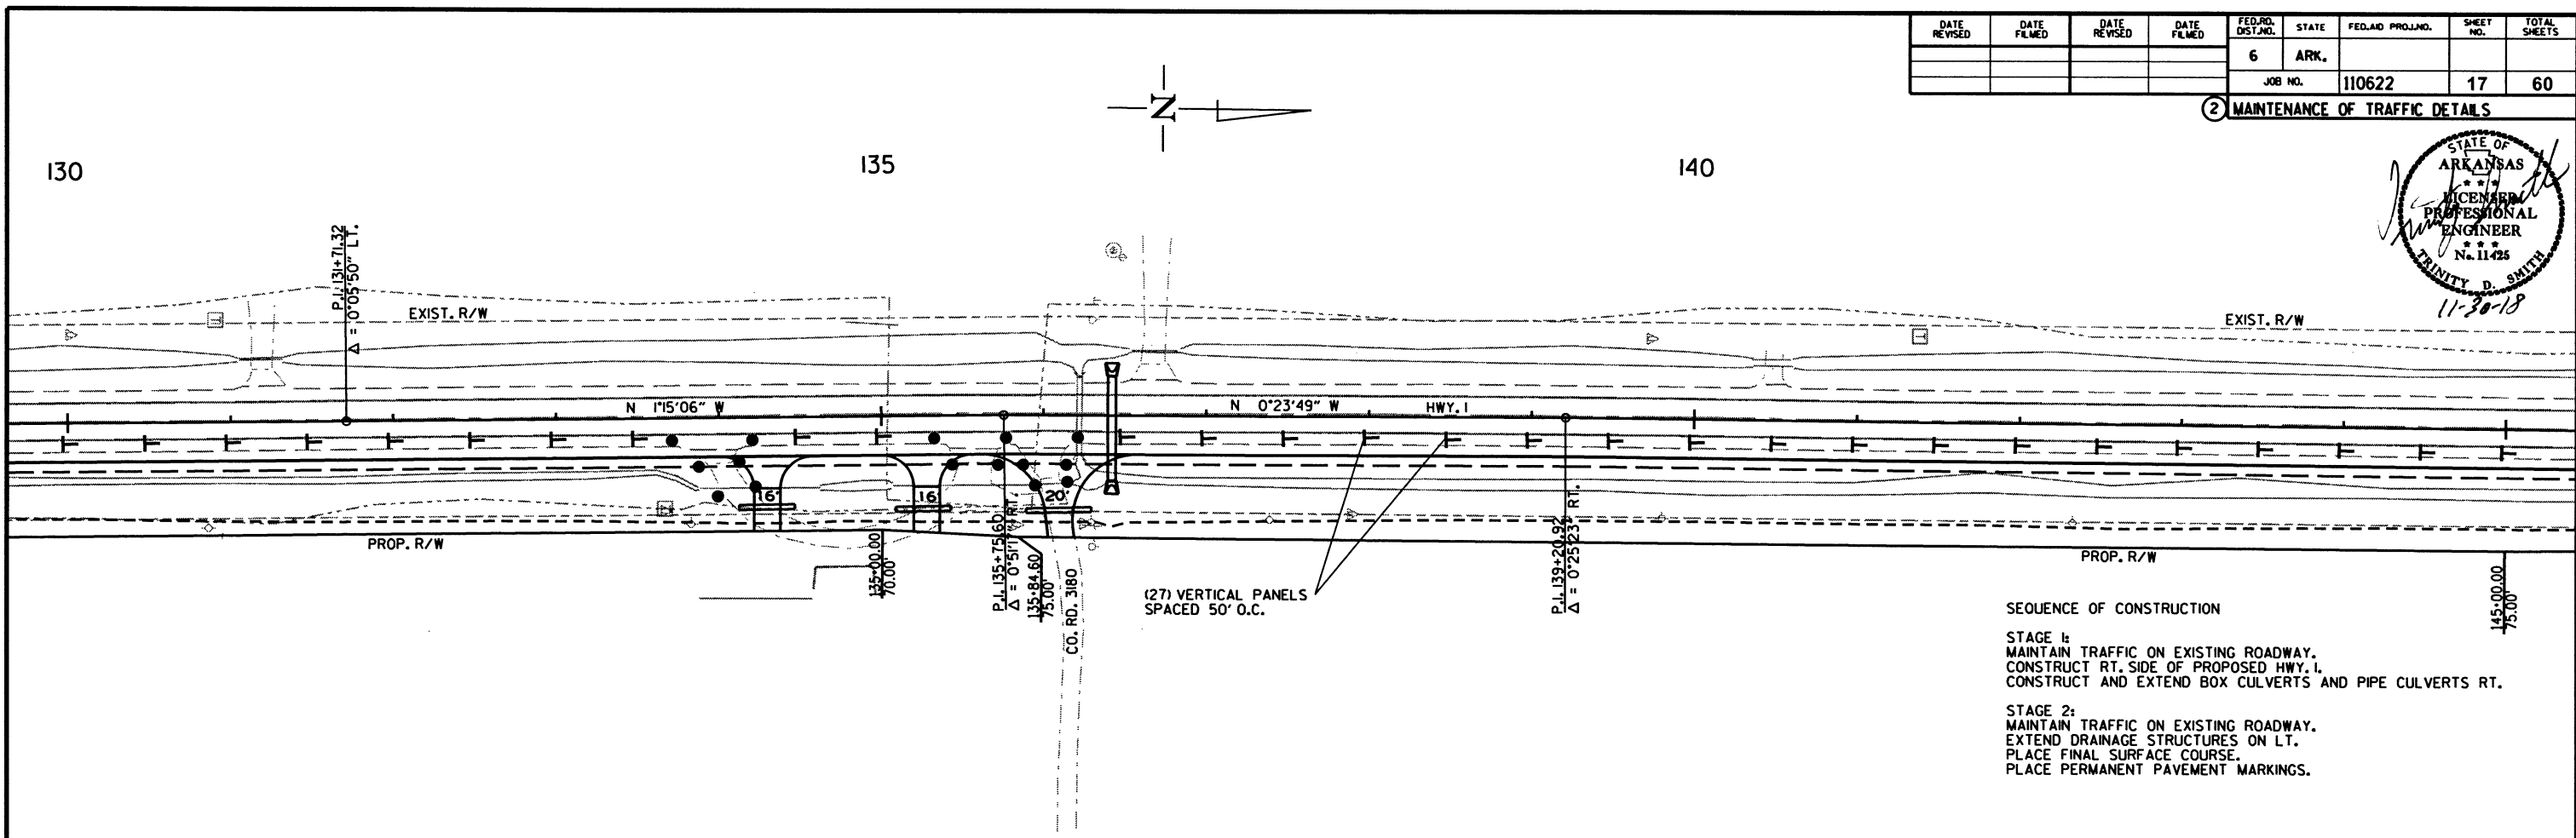 DATE REVISED
DATE FILMED
DATE REVISED
DATE FILMED
FED.RD. DIST.NO.
STATE
FED.AID PROJ.NO.
SHEET NO.
TOTAL SHEETS
6
ARK.
JOB NO.
110622
17
60
2 MAINTENANCE OF TRAFFIC DETAILS
STATE OF
ARKANSAS
LICENSED
PROFESSIONAL
ENGINEER
No. 11425
TRINITY D. SMITH
11-30-18
N
130
135
140
P.I. 131+71.32
Δ = 0°05'50" LT.
EXIST. R/W
EXIST. R/W
N 1°15'06" W
N 0°23'49" W
HWY. 1
16'
16'
20'
PROP. R/W
PROP. R/W
135+00.00
70.00'
P.I. 135+75.60
Δ = 0°51'17" RT.
135+84.60
75.00'
CO. RD. 3180
(27) VERTICAL PANELS
SPACED 50' O.C.
P.I. 139+20.92
Δ = 0°25'23" RT.
145+00.00
75.00'
SEQUENCE OF CONSTRUCTION
STAGE 1:
MAINTAIN TRAFFIC ON EXISTING ROADWAY.
CONSTRUCT RT. SIDE OF PROPOSED HWY. 1.
CONSTRUCT AND EXTEND BOX CULVERTS AND PIPE CULVERTS RT.
STAGE 2:
MAINTAIN TRAFFIC ON EXISTING ROADWAY.
EXTEND DRAINAGE STRUCTURES ON LT.
PLACE FINAL SURFACE COURSE.
PLACE PERMANENT PAVEMENT MARKINGS.